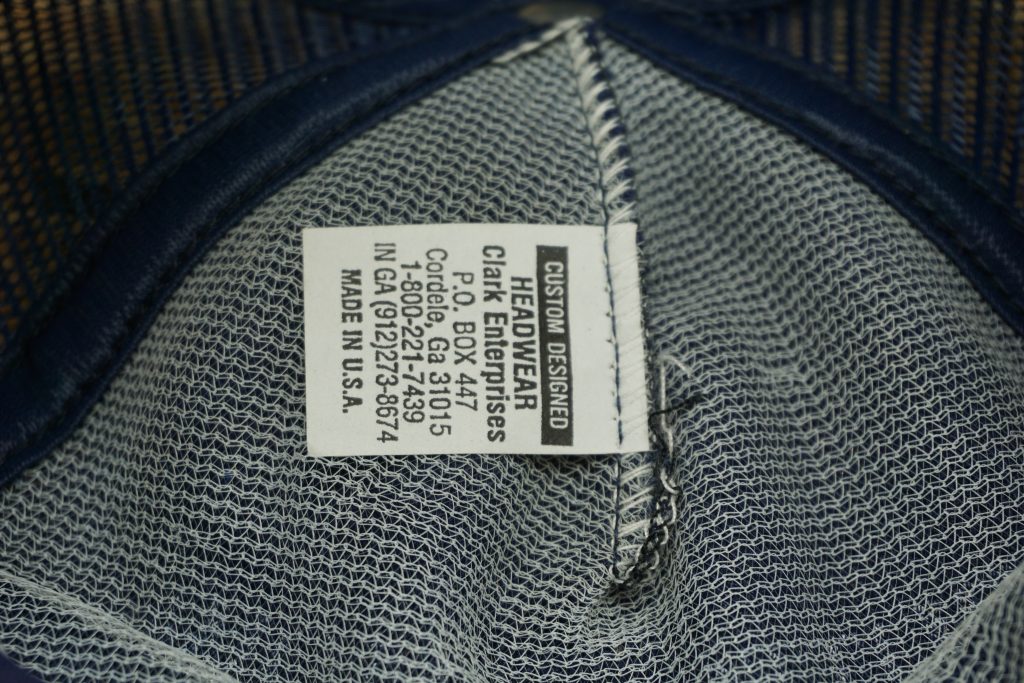 CUSTOM DESIGNED
HEADWEAR
Clark Enterprises
P.O. BOX 447
Cordele, Ga 31015
1-800-221-7439
IN GA (912)273-8674
MADE IN U.S.A.